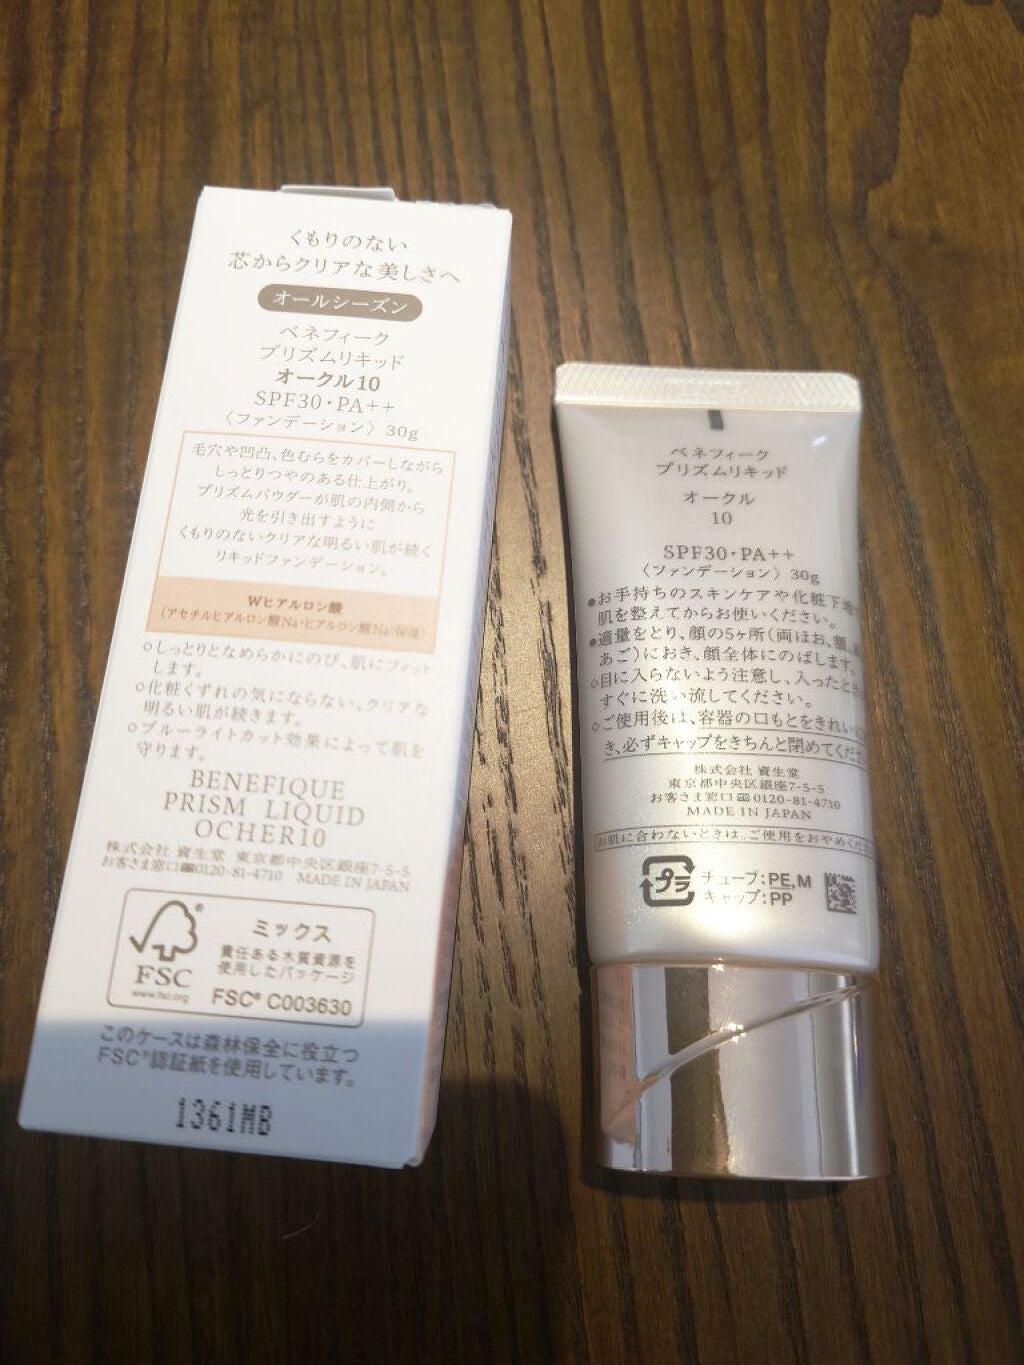 くもりのない
芯からクリアな美しさへ
オールシーズン
ベネフィーク
プリズムリキッド
オークル10
SPF30・PA++
〈ファンデーション〉 30g
毛穴や凹凸、色むらをカバーしながら
しっとりつやのある仕上がり。
プリズムパウダーが肌の内側から
光を引き出すように
くもりのないクリアな明るい肌が続く
リキッドファンデーション。
Wヒアルロン酸
(アセチルヒアルロン酸Na・ヒアルロン酸Na:保湿)
○しっとりとなめらかにのび、肌にフィット
します。
○化粧くずれの気にならない、クリアな
明るい肌が続きます。
○ブルーライトカット効果によって肌を
守ります。
BENEFIQUE
PRISM LIQUID
OCHER10
株式会社 資生堂 東京都中央区銀座7-5-5
お客さま窓口 0120-81-4710 MADE IN JAPAN
FSC®
www.fsc.org
ミックス
責任ある木質資源を
使用したパッケージ
FSC® C003630
このケースは森林保全に役立つ
FSC®認証紙を使用しています。
1361MB
ベネフィーク
プリズムリキッド
オークル
10
SPF30・PA++
〈ファンデーション〉 30g
●お手持ちのスキンケアや化粧下地
肌を整えてからお使いください。
●適量をとり、顔の5ヶ所(両ほお、額、
あご)におき、顔全体にのばします。
○目に入らないよう注意し、入ったとき
すぐに洗い流してください。
○ご使用後は、容器の口もとをきれいに
き、必ずキャップをきちんと閉めてくだ
株式会社 資生堂
東京都中央区銀座7-5-5
お客さま窓口 0120-81-4710
MADE IN JAPAN
お肌に合わないときは、ご使用をおやめくだ
プラ
チューブ:PE,M
キャップ:PP